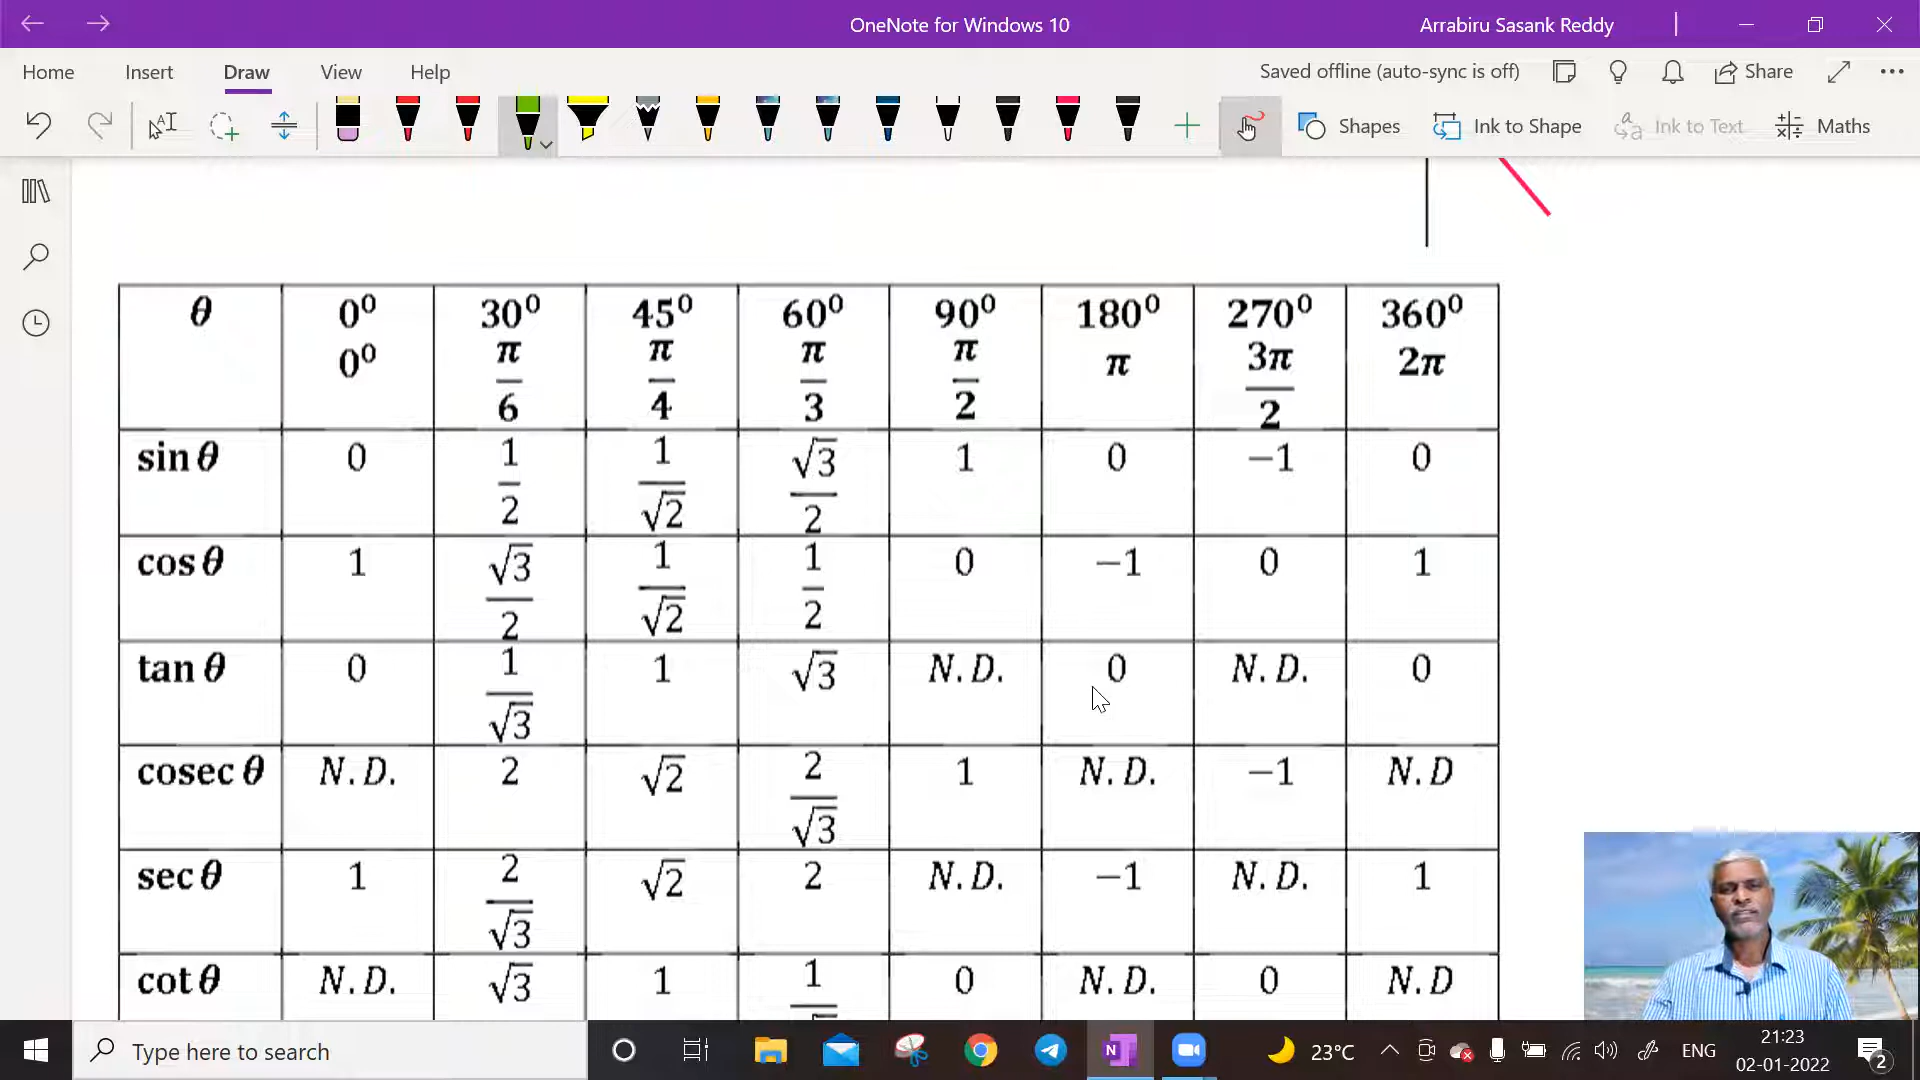 OneNote for Windows 10
Arrabiru Sasank Reddy
Home Insert Draw View Help
Saved offline (auto-sync is off)
Share
Shapes
Ink to Shape
Ink to Text
Maths
θ 0⁰ 30⁰ 45⁰ 60⁰ 90⁰ 180⁰ 270⁰ 360⁰
0⁰ π/6 π/4 π/3 π/2 π 3π/2 2π
sin θ 0 1/2 1/√2 √3/2 1 0 −1 0
cos θ 1 √3/2 1/√2 1/2 0 −1 0 1
tan θ 0 1/√3 1 √3 N.D. 0 N.D. 0
cosec θ N.D. 2 √2 2/√3 1 N.D. −1 N.D
sec θ 1 2/√3 √2 2 N.D. −1 N.D. 1
cot θ N.D. √3 1 1 0 N.D. 0 N.D
Type here to search
N
23°C
ENG
21:23
02-01-2022
2